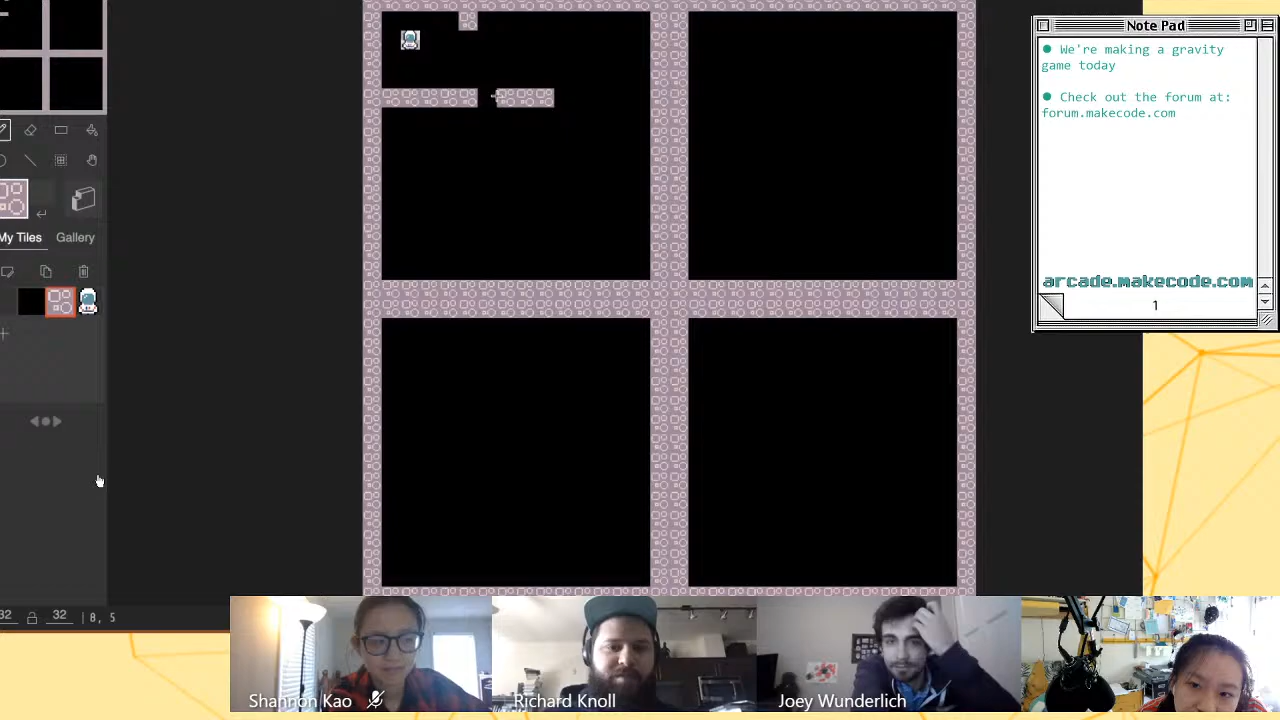 Note Pad
● We're making a gravity
game today
● Check out the forum at:
forum.makecode.com
arcade.makecode.com
1
My Tiles Gallery
32 32 8, 5
Shannon Kao
Richard Knoll
Joey Wunderlich